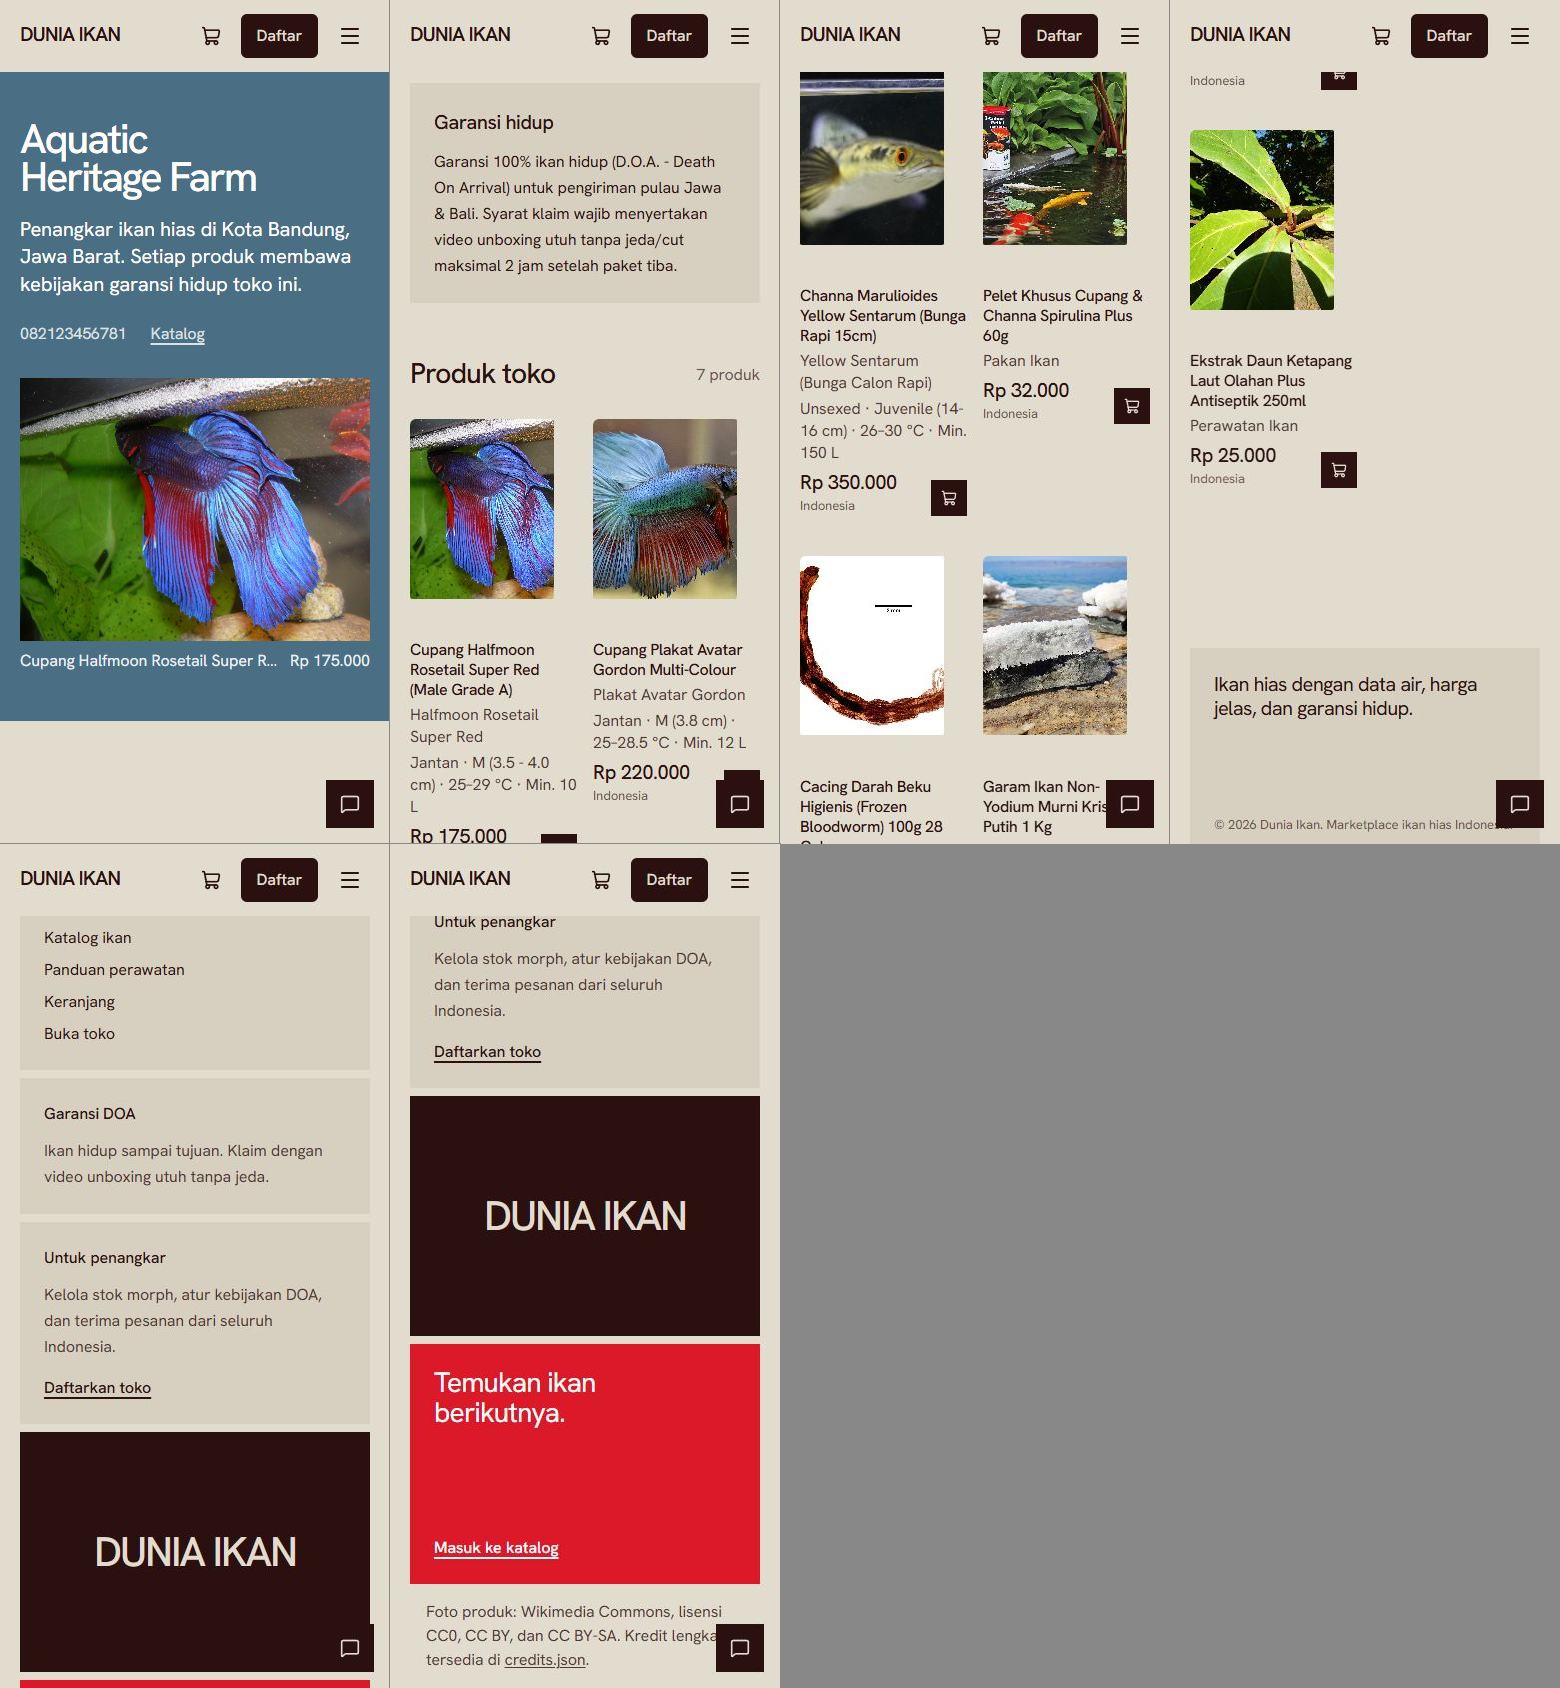 DUNIA IKAN
Daftar
Aquatic
Heritage Farm
Penangkar ikan hias di Kota Bandung,
Jawa Barat. Setiap produk membawa
kebijakan garansi hidup toko ini.
082123456781 Katalog
Cupang Halfmoon Rosetail Super R... Rp 175.000
DUNIA IKAN
Daftar
Garansi hidup
Garansi 100% ikan hidup (D.O.A. - Death
On Arrival) untuk pengiriman pulau Jawa
& Bali. Syarat klaim wajib menyertakan
video unboxing utuh tanpa jeda/cut
maksimal 2 jam setelah paket tiba.
Produk toko
7 produk
Cupang Halfmoon
Rosetail Super Red
(Male Grade A)
Halfmoon Rosetail
Super Red
Jantan · M (3.5 - 4.0
cm) · 25–29 °C · Min. 10
L
Rp 175.000
Cupang Plakat Avatar
Gordon Multi-Colour
Plakat Avatar Gordon
Jantan · M (3.8 cm) ·
25–28.5 °C · Min. 12 L
Rp 220.000
Indonesia
DUNIA IKAN
Daftar
Channa Marulioides
Yellow Sentarum (Bunga
Rapi 15cm)
Yellow Sentarum
(Bunga Calon Rapi)
Unsexed · Juvenile (14-
16 cm) · 26–30 °C · Min.
150 L
Rp 350.000
Indonesia
Pelet Khusus Cupang &
Channa Spirulina Plus
60g
Pakan Ikan
Rp 32.000
Indonesia
Cacing Darah Beku
Higienis (Frozen
Bloodworm) 100g 28
Garam Ikan Non-
Yodium Murni
Putih 1 Kg
DUNIA IKAN
Daftar
Indonesia
Ekstrak Daun Ketapang
Laut Olahan Plus
Antiseptik 250ml
Perawatan Ikan
Rp 25.000
Indonesia
Ikan hias dengan data air, harga
jelas, dan garansi hidup.
© 2026 Dunia Ikan. Marketplace ikan hias Indonesia.
DUNIA IKAN
Daftar
Katalog ikan
Panduan perawatan
Keranjang
Buka toko
Garansi DOA
Ikan hidup sampai tujuan. Klaim dengan
video unboxing utuh tanpa jeda.
Untuk penangkar
Kelola stok morph, atur kebijakan DOA,
dan terima pesanan dari seluruh
Indonesia.
Daftarkan toko
DUNIA IKAN
DUNIA IKAN
Daftar
Untuk penangkar
Kelola stok morph, atur kebijakan DOA,
dan terima pesanan dari seluruh
Indonesia.
Daftarkan toko
DUNIA IKAN
Temukan ikan
berikutnya.
Masuk ke katalog
Foto produk: Wikimedia Commons, lisensi
CC0, CC BY, dan CC BY-SA. Kredit
tersedia di credits.json.